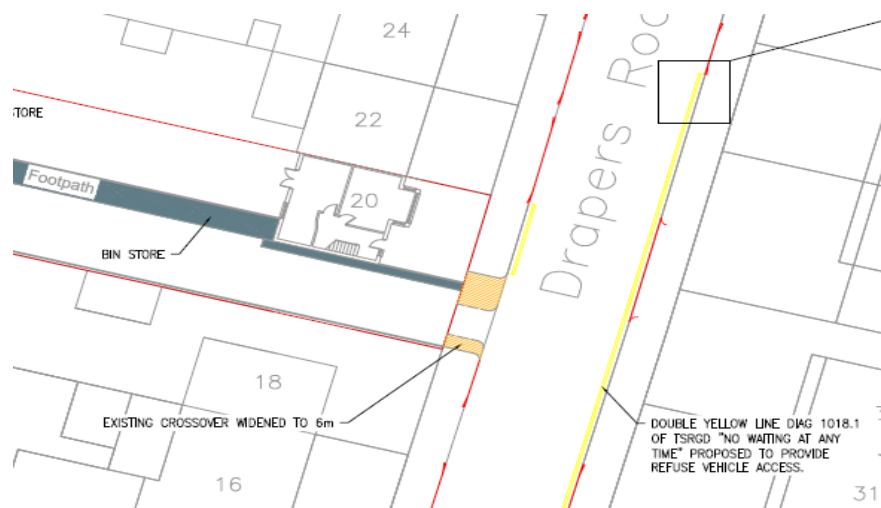 24
22
STORE
Footpath
20
BIN STORE
Drapers Roa
18
EXISTING CROSSOVER WIDENED TO 6m
16
DOUBLE YELLOW LINE DIAG 1018.1
OF TSRGD "NO WAITING AT ANY
TIME" PROPOSED TO PROVIDE
REFUSE VEHICLE ACCESS.
31